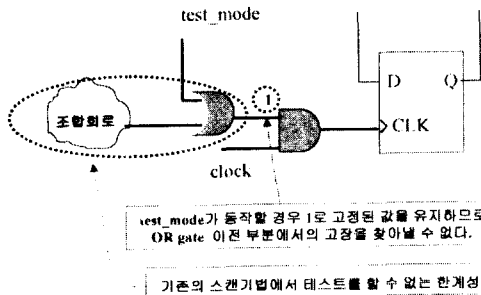 test_mode
D Q
1
조합회로
CLK
clock
test_mode가 동작할 경우 1로 고정된 값을 유지하므로
OR gate 이전 부분에서의 고장을 찾아낼 수 없다.
기존의 스캔기법에서 테스트를 할 수 없는 한계성